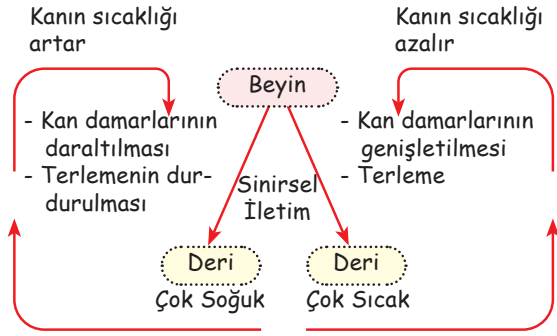 Kanın sıcaklığı
artar
Kanın sıcaklığı
azalır
Beyin
- Kan damarlarının
daraltılması
- Terlemenin dur-
durulması
- Kan damarlarının
genişletilmesi
- Terleme
Sinirsel
İletim
Deri
Çok Soğuk
Deri
Çok Sıcak